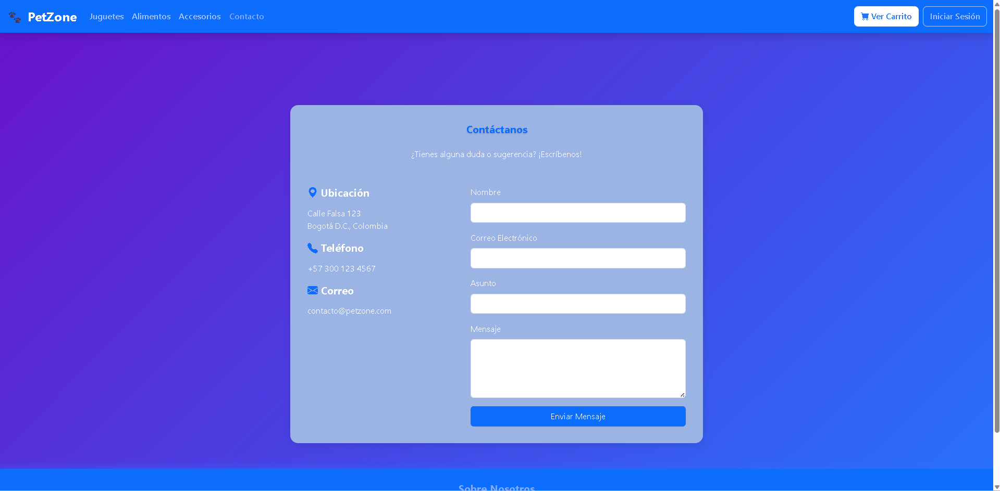 PetZone Juguetes Alimentos Accesorios Contacto Ver Carrito Iniciar Sesión
Contáctanos
¿Tienes alguna duda o sugerencia? ¡Escríbenos!
Ubicación
Calle Falsa 123
Bogotá D.C., Colombia
Teléfono
+57 300 123 4567
Correo
contacto@petzone.com
Nombre
Correo Electrónico
Asunto
Mensaje
Enviar Mensaje
Sobre Nosotros